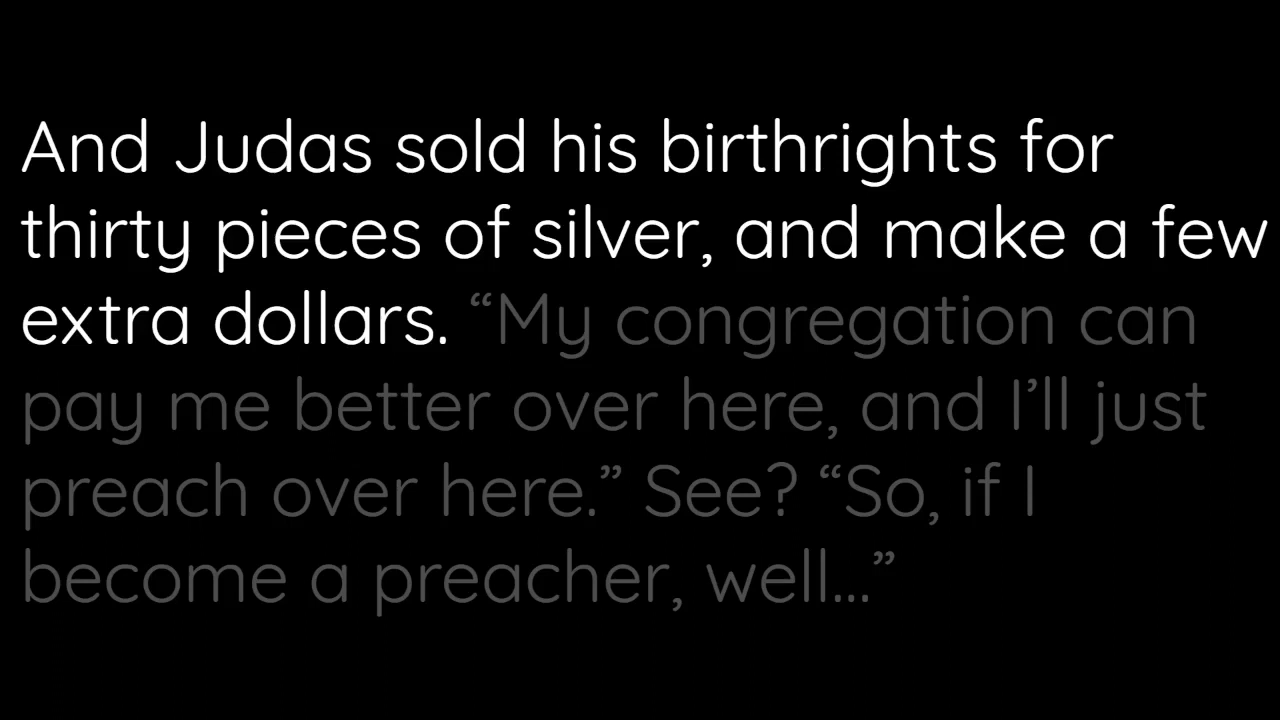 And Judas sold his birthrights for
thirty pieces of silver, and make a few
extra dollars. “My congregation can
pay me better over here, and I’ll just
preach over here.” See? “So, if I
become a preacher, well...”